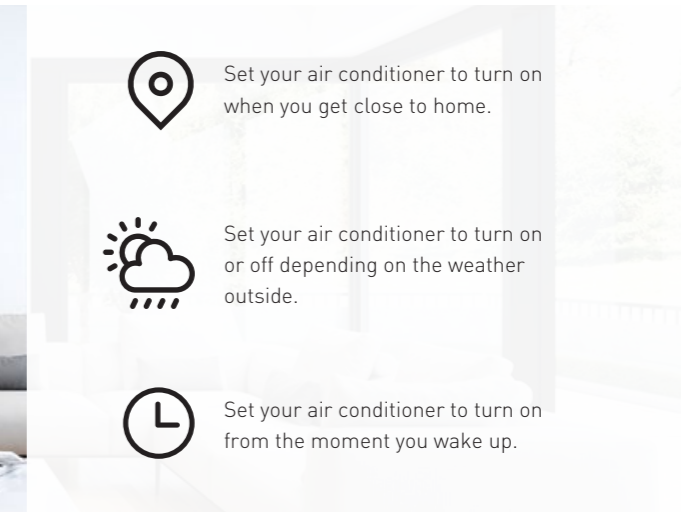 Set your air conditioner to turn on
when you get close to home.
Set your air conditioner to turn on
or off depending on the weather
outside.
Set your air conditioner to turn on
from the moment you wake up.